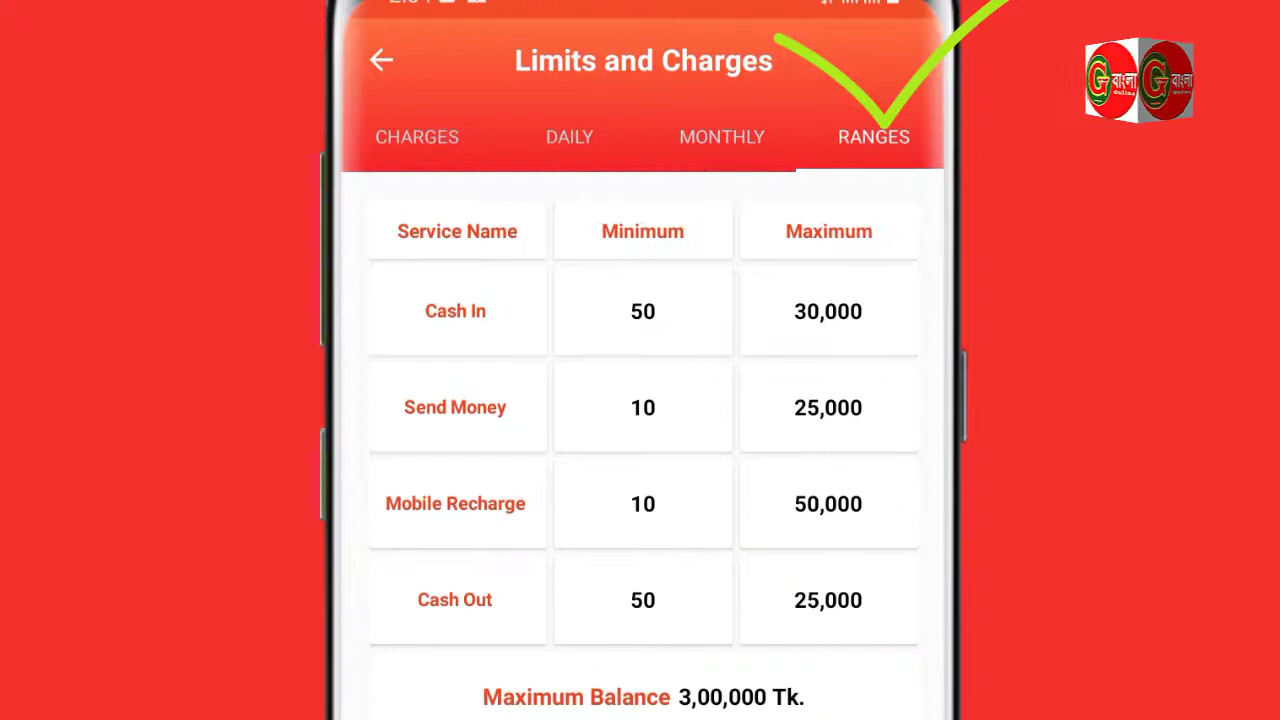 Limits and Charges
CHARGES DAILY MONTHLY RANGES
Service Name Minimum Maximum
Cash In 50 30,000
Send Money 10 25,000
Mobile Recharge 10 50,000
Cash Out 50 25,000
Maximum Balance 3,00,000 Tk.
বাংলা
বাংলা